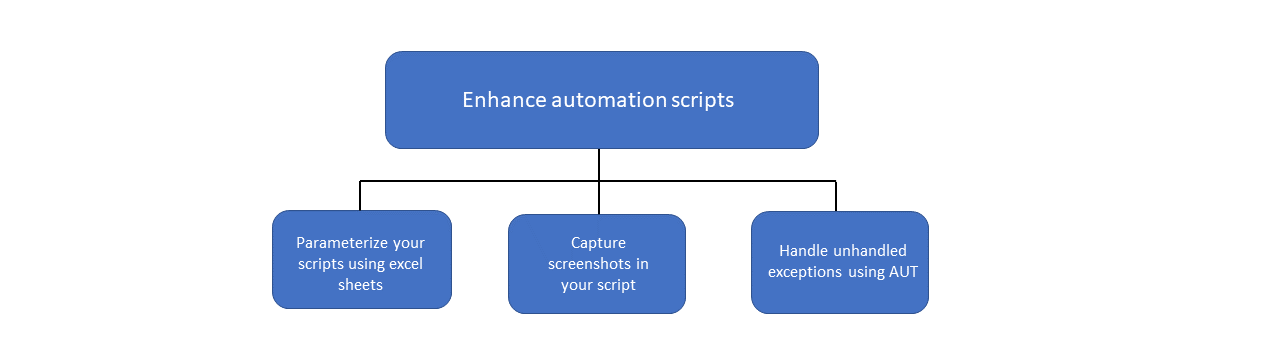 Enhance automation scripts
Parameterize your
scripts using excel
sheets
Capture
screenshots in
your script
Handle unhandled
exceptions using AUT